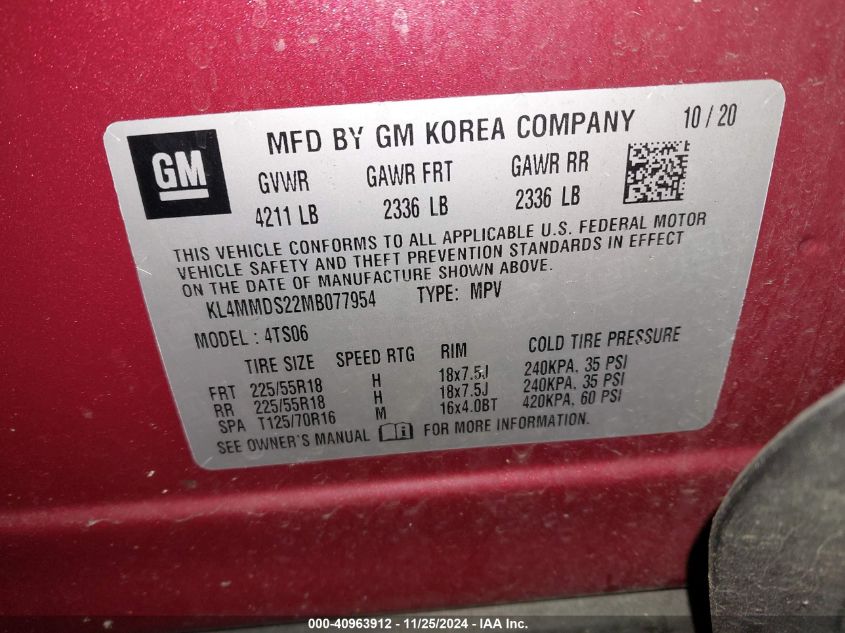 GM
MFD BY GM KOREA COMPANY 10 / 20
GVWR GAWR FRT GAWR RR
4211 LB 2336 LB 2336 LB
THIS VEHICLE CONFORMS TO ALL APPLICABLE U.S. FEDERAL MOTOR
VEHICLE SAFETY AND THEFT PREVENTION STANDARDS IN EFFECT
ON THE DATE OF MANUFACTURE SHOWN ABOVE.
KL4MMDS22MB077954 TYPE: MPV
MODEL: 4TS06
TIRE SIZE SPEED RTG RIM COLD TIRE PRESSURE
FRT 225/55R18 H 18x7.5J 240KPA, 35 PSI
RR 225/55R18 H 18x7.5J 240KPA, 35 PSI
SPA T125/70R16 M 16x4.0BT 420KPA, 60 PSI
SEE OWNER'S MANUAL FOR MORE INFORMATION.
000-40963912 - 11/25/2024 - IAA Inc.